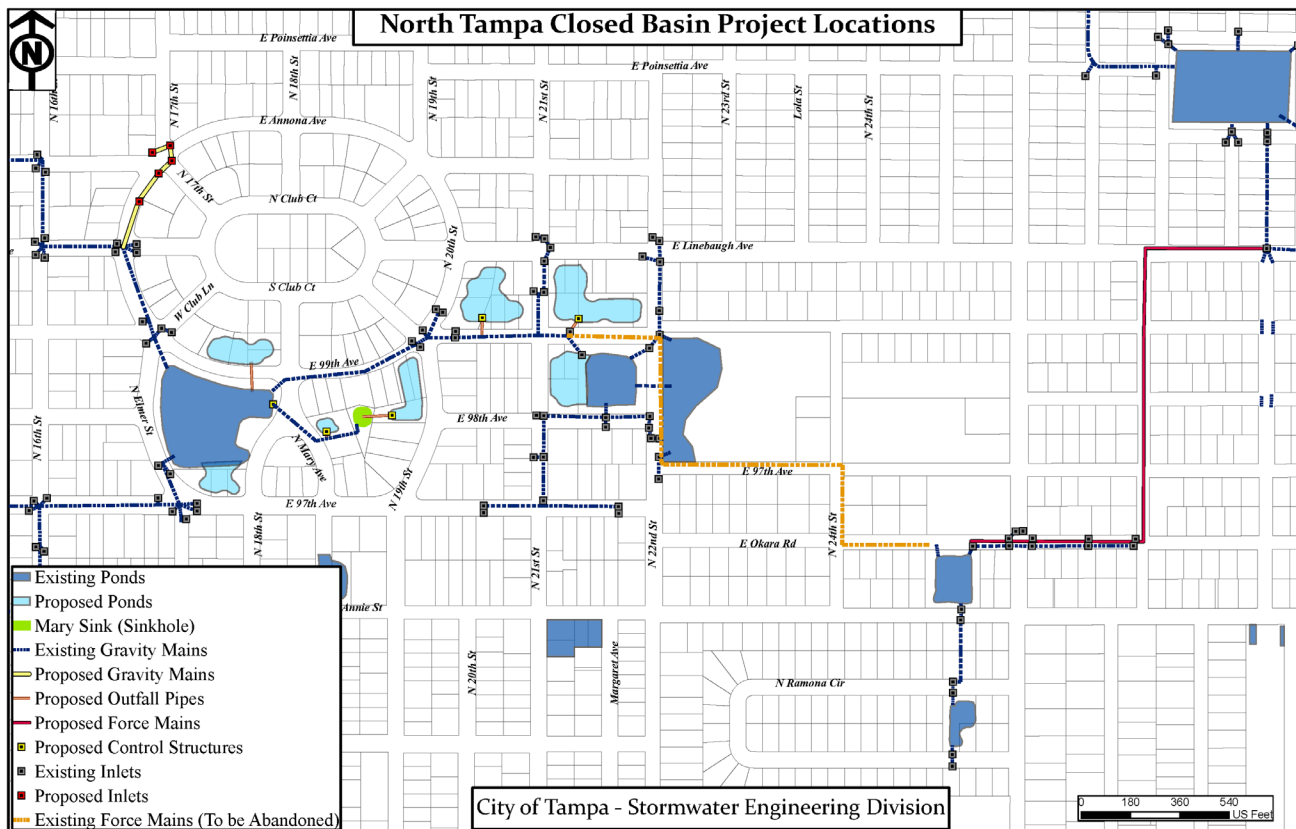 North Tampa Closed Basin Project Locations
N
E Poinsettia Ave
E Poinsettia Ave
N 16th St
N 17th St
N 18th St
N 19th St
N 21st St
N 23rd St
Lola St
N 24th St
E Annona Ave
N 17th St
N Club Ct
N 20th St
E Linebaugh Ave
S Club Ct
W Club Ln
E 99th Ave
N Elmer St
N 16th St
E 98th Ave
N Mary Ave
N 19th St
E 97th Ave
E 97th Ave
N 18th St
N 21st St
N 22nd St
E Okara Rd
N 24th St
Annie St
N 20th St
Margaret Ave
N Ramona Cir
Existing Ponds
Proposed Ponds
Mary Sink (Sinkhole)
Existing Gravity Mains
Proposed Gravity Mains
Proposed Outfall Pipes
Proposed Force Mains
Proposed Control Structures
Existing Inlets
Proposed Inlets
Existing Force Mains (To be Abandoned)
City of Tampa - Stormwater Engineering Division
0 180 360 540
US Feet